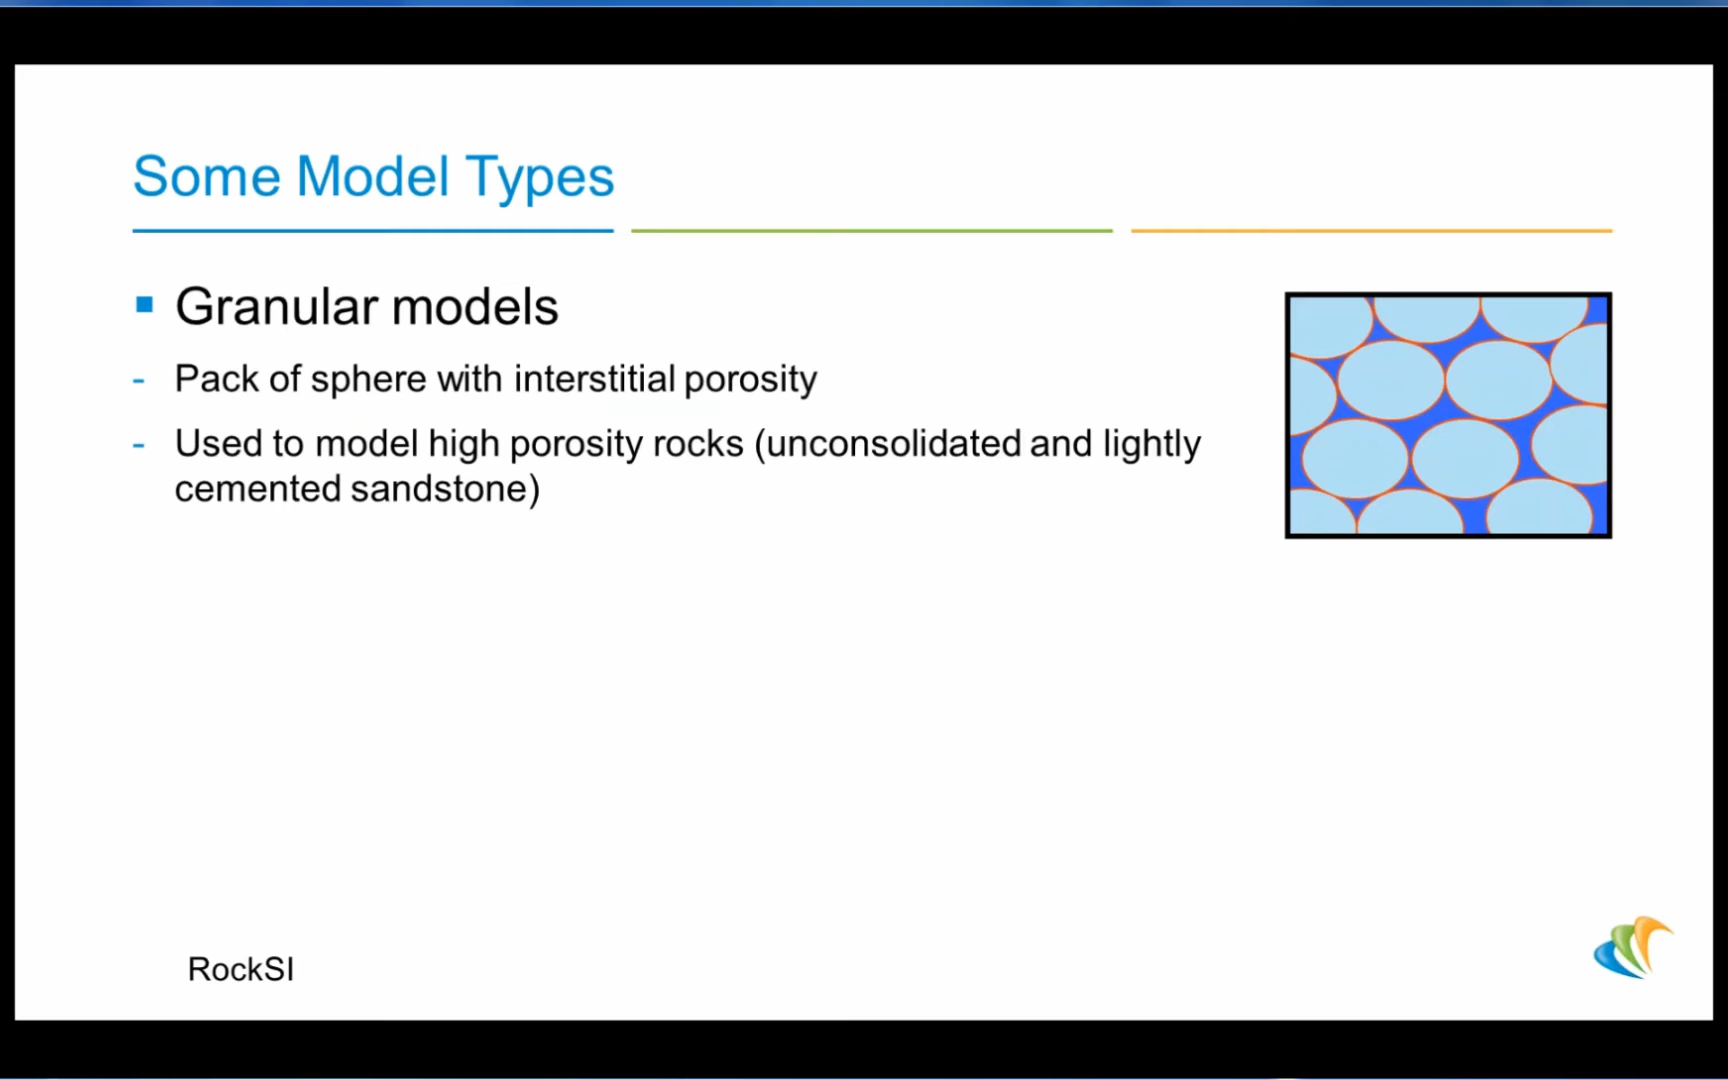 Some Model Types
Granular models
- Pack of sphere with interstitial porosity
- Used to model high porosity rocks (unconsolidated and lightly
cemented sandstone)
RockSI